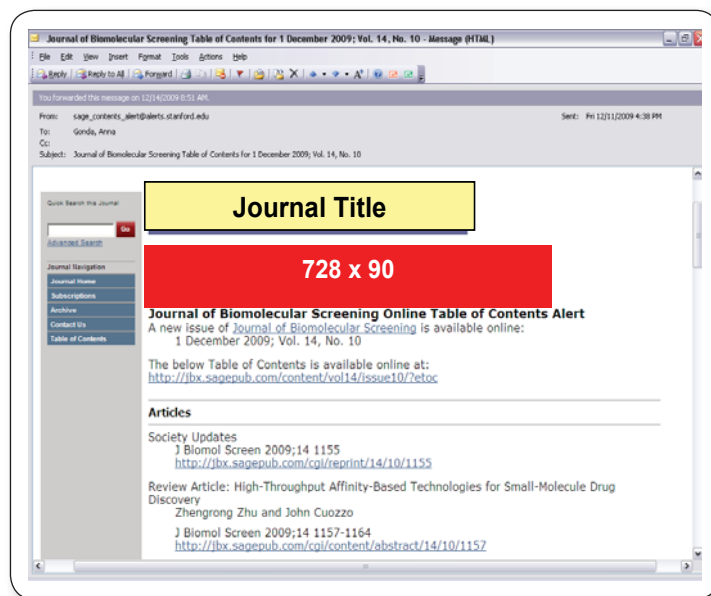 Journal of Biomolecular Screening Table of Contents for 1 December 2009; Vol. 14, No. 10 - Message (HTML)
File Edit View Insert Format Tools Actions Help
Reply Reply to All Forward
You forwarded this message on 12/14/2009 8:51 AM.
From: sage_contents_alert@alerts.stanford.edu Sent: Fri 12/11/2009 4:38 PM
To: Gonda, Anna
Cc:
Subject: Journal of Biomolecular Screening Table of Contents for 1 December 2009; Vol. 14, No. 10
Quick Search this Journal
Go
Advanced Search
Journal Navigation
Journal Home
Subscriptions
Archive
Contact Us
Table of Contents
Journal Title
728 x 90
Journal of Biomolecular Screening Online Table of Contents Alert
A new issue of Journal of Biomolecular Screening is available online:
1 December 2009; Vol. 14, No. 10
The below Table of Contents is available online at:
http://jbx.sagepub.com/content/vol14/issue10/?etoc
Articles
Society Updates
J Biomol Screen 2009;14 1155
http://jbx.sagepub.com/cgi/reprint/14/10/1155
Review Article: High-Throughput Affinity-Based Technologies for Small-Molecule Drug
Discovery
Zhengrong Zhu and John Cuozzo
J Biomol Screen 2009;14 1157-1164
http://jbx.sagepub.com/cgi/content/abstract/14/10/1157